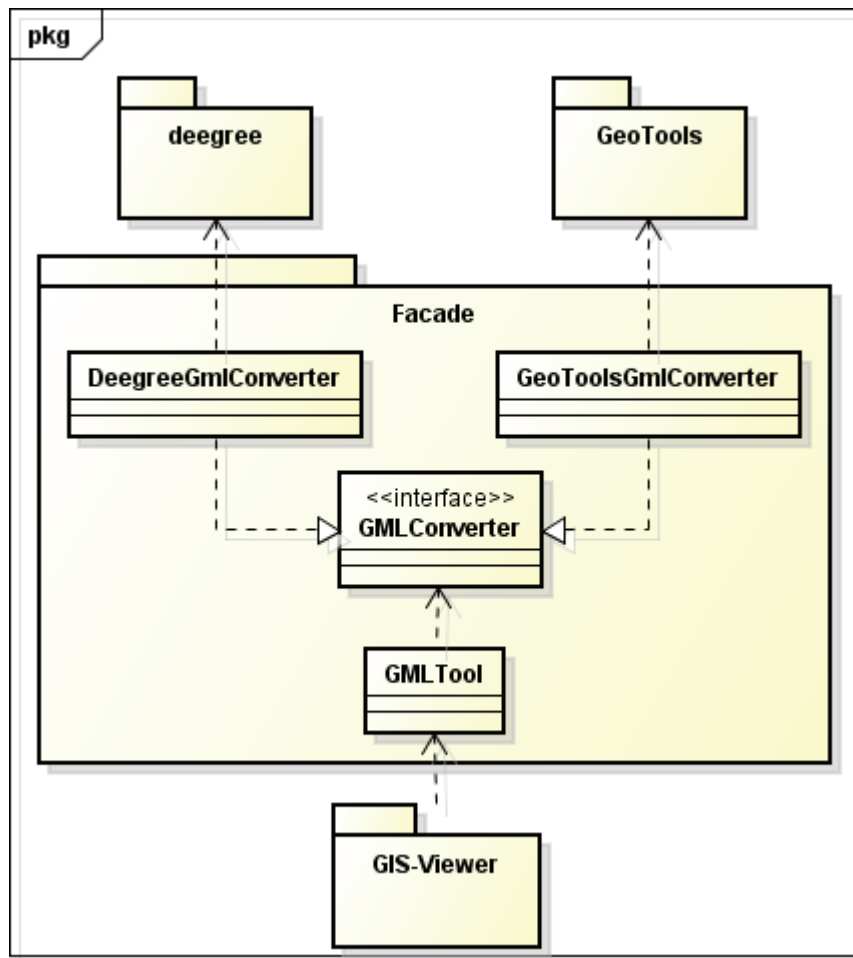 pkg
deegree
GeoTools
Facade
DeegreeGmlConverter
GeoToolsGmlConverter
<<interface>>
GMLConverter
GMLTool
GIS-Viewer